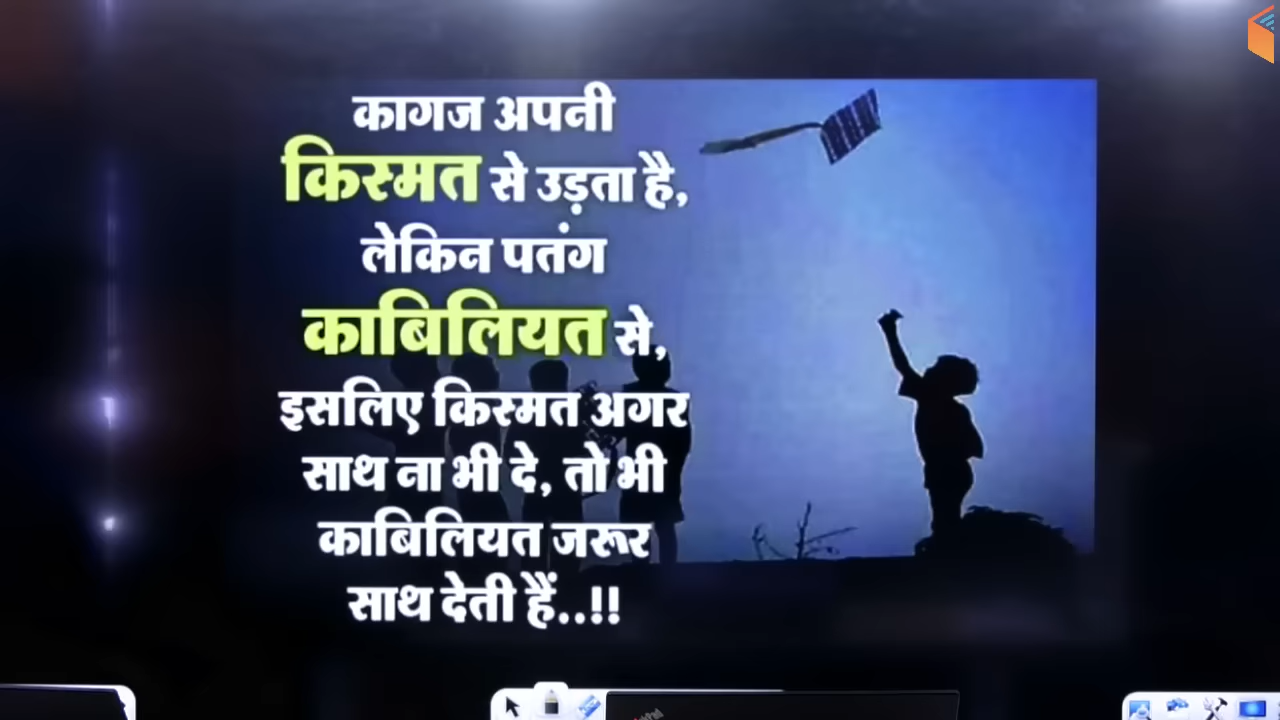 कागज अपनी
किस्मत से उड़ता है,
लेकिन पतंग
काबिलियत से,
इसलिए किस्मत अगर
साथ ना भी दे, तो भी
काबिलियत जरूर
साथ देती हैं..!!